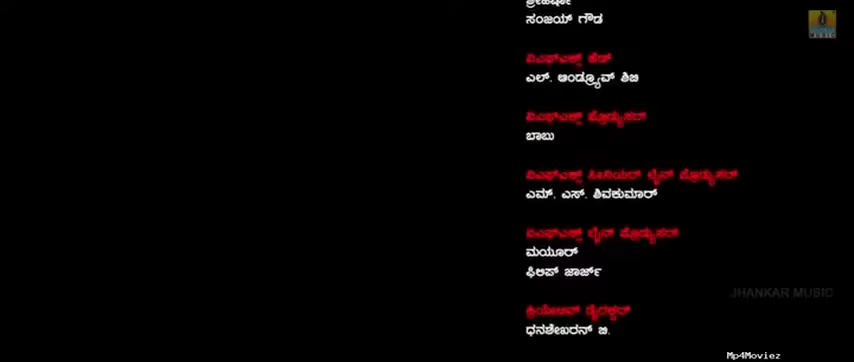 ಸಂಜಯ್ ಗೌಡ
ವಿಎಫ್ಎಕ್ಸ್ ಹೆಡ್
ಎಲ್. ಆಂಡ್ರ್ಯೂವ್ ಶಿಜಿ
ವಿಎಫ್ಎಕ್ಸ್ ಪ್ರೊಡ್ಯುಸರ್
ಬಾಬು
ವಿಎಫ್ಎಕ್ಸ್ ಸೀನಿಯರ್ ಲೈನ್ ಪ್ರೊಡ್ಯುಸರ್
ಎಮ್. ಎಸ್. ಶಿವಕುಮಾರ್
ವಿಎಫ್ಎಕ್ಸ್ ಲೈನ್ ಪ್ರೊಡ್ಯುಸರ್
ಮಯೂರ್
ಫಿಲಿಪ್ ಜಾರ್ಜ್
JHANKAR MUSIC
ಕ್ರಿಯೇಟಿವ್ ಡೈರಕ್ಟರ್
ಧನಶೇಖರನ್ ಜಿ.
Mp4Moviez